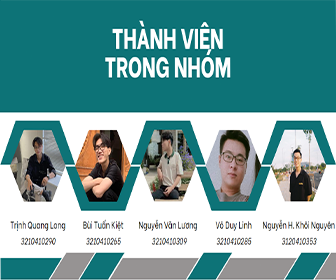 THÀNH VIÊN
TRONG NHÓM
Trịnh Quang Long
3210410290
Bùi Tuấn Kiệt
3210410265
Nguyễn Văn Lương
3210410309
Võ Duy Linh
3210410285
Nguyễn H. Khôi Nguyên
3120410353